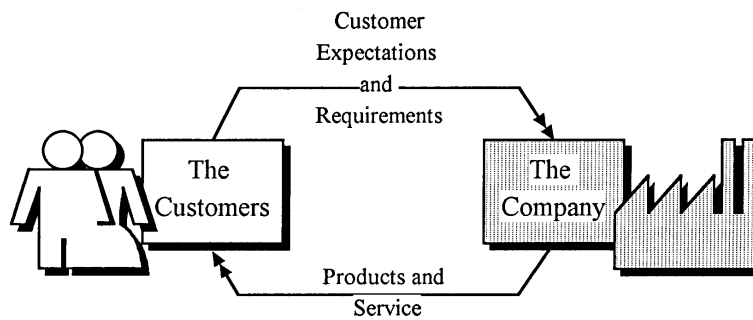 Customer
Expectations
and
Requirements
The
Customers
The
Company
Products and
Service